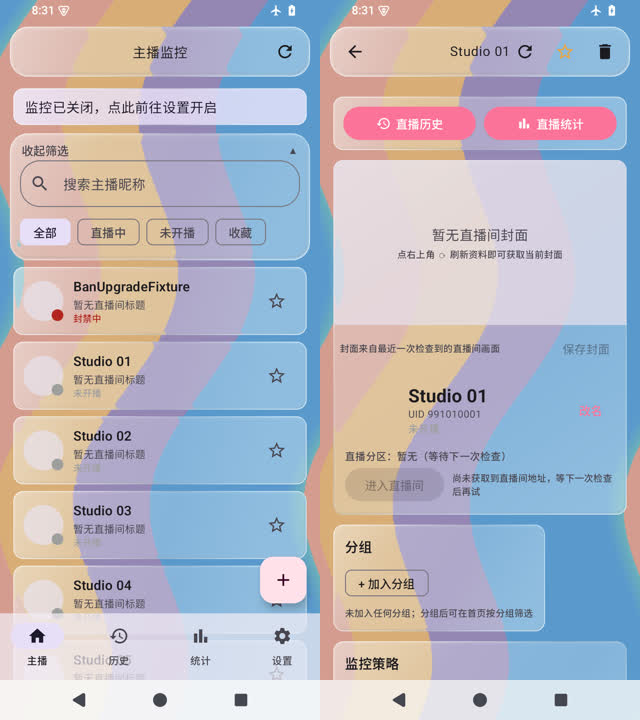 8:31
主播监控
监控已关闭，点此前往设置开启
收起筛选
搜索主播昵称
全部
直播中
未开播
收藏
BanUpgradeFixture
暂无直播间标题
封禁中
Studio 01
暂无直播间标题
未开播
Studio 02
暂无直播间标题
未开播
Studio 03
暂无直播间标题
未开播
Studio 04
暂无直播间标题
暂无直播间标题
主播
历史
统计
设置
8:31
Studio 01
直播历史
直播统计
暂无直播间封面
点右上角 ○ 刷新资料即可获取当前封面
封面来自最近一次检查到的直播间画面
保存封面
Studio 01
UID 991010001
未开播
改名
直播分区：暂无（等待下一次检查）
进入直播间
尚未获取到直播间地址，等下一次检查
后再试
分组
+ 加入分组
未加入任何分组；分组后可在首页按分组筛选
监控策略